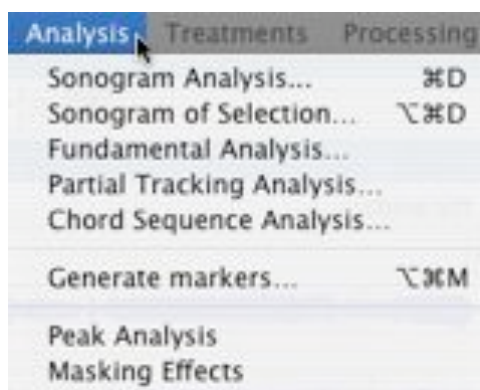 Analysis Treatments Processing
Sonogram Analysis... ⌘D
Sonogram of Selection... ⌥⌘D
Fundamental Analysis...
Partial Tracking Analysis...
Chord Sequence Analysis...
Generate markers... ⌥⌘M
Peak Analysis
Masking Effects